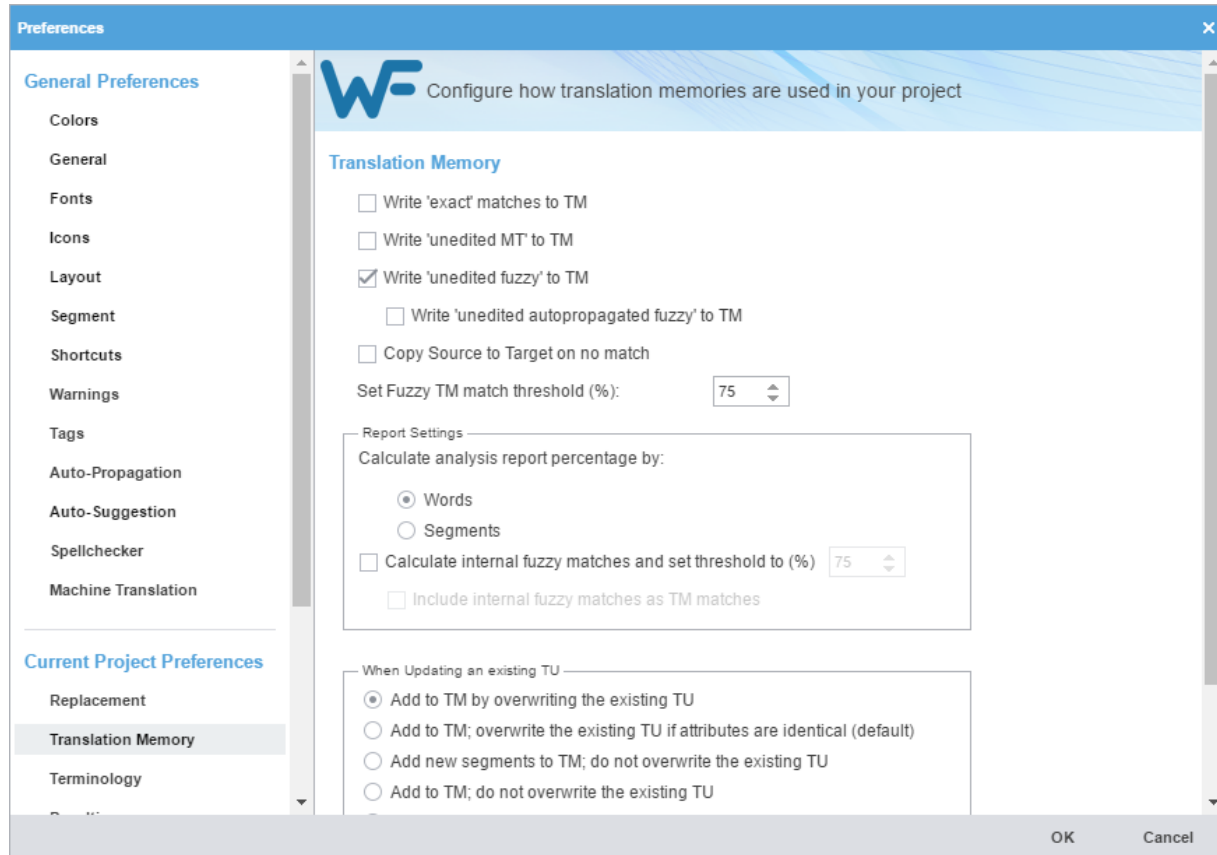 Preferences
General Preferences
Colors
General
Fonts
Icons
Layout
Segment
Shortcuts
Warnings
Tags
Auto-Propagation
Auto-Suggestion
Spellchecker
Machine Translation
Current Project Preferences
Replacement
Translation Memory
Terminology
WF
Configure how translation memories are used in your project
Translation Memory
Write 'exact' matches to TM
Write 'unedited MT' to TM
Write 'unedited fuzzy' to TM
Write 'unedited autopropagated fuzzy' to TM
Copy Source to Target on no match
Set Fuzzy TM match threshold (%): 75
Report Settings
Calculate analysis report percentage by:
Words
Segments
Calculate internal fuzzy matches and set threshold to (%) 75
Include internal fuzzy matches as TM matches
When Updating an existing TU
Add to TM by overwriting the existing TU
Add to TM; overwrite the existing TU if attributes are identical (default)
Add new segments to TM; do not overwrite the existing TU
Add to TM; do not overwrite the existing TU
OK Cancel